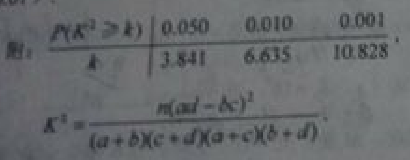 附: P(K² ≥ k) 0.050 0.010 0.001
k 3.841 6.635 10.828 .
K² = n(ad - bc)² / (a + b)(c + d)(a + c)(b + d) .